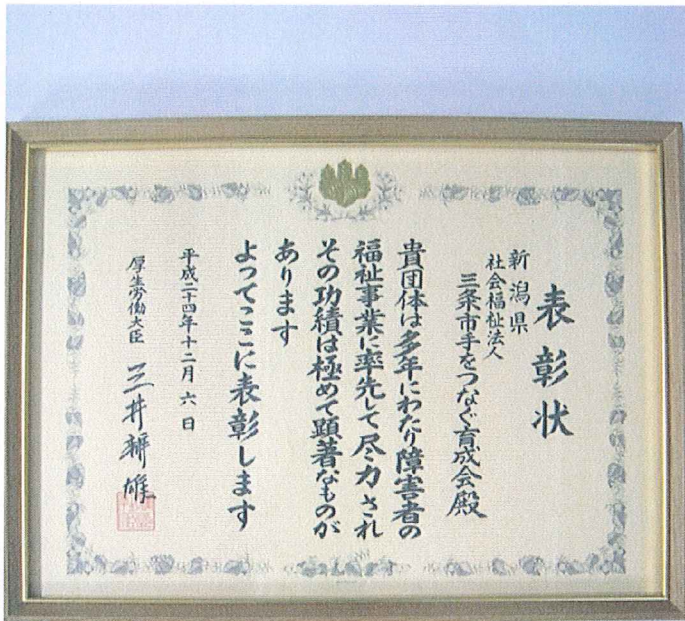 表彰状
新潟県
社会福祉法人
三条市手をつなぐ育成会殿
貴団体は多年にわたり障害者の
福祉事業に率先して尽力され
その功績は極めて顕著なものが
あります
よってここに表彰します
平成二十四年十二月六日
厚生労働大臣 三井辨雄